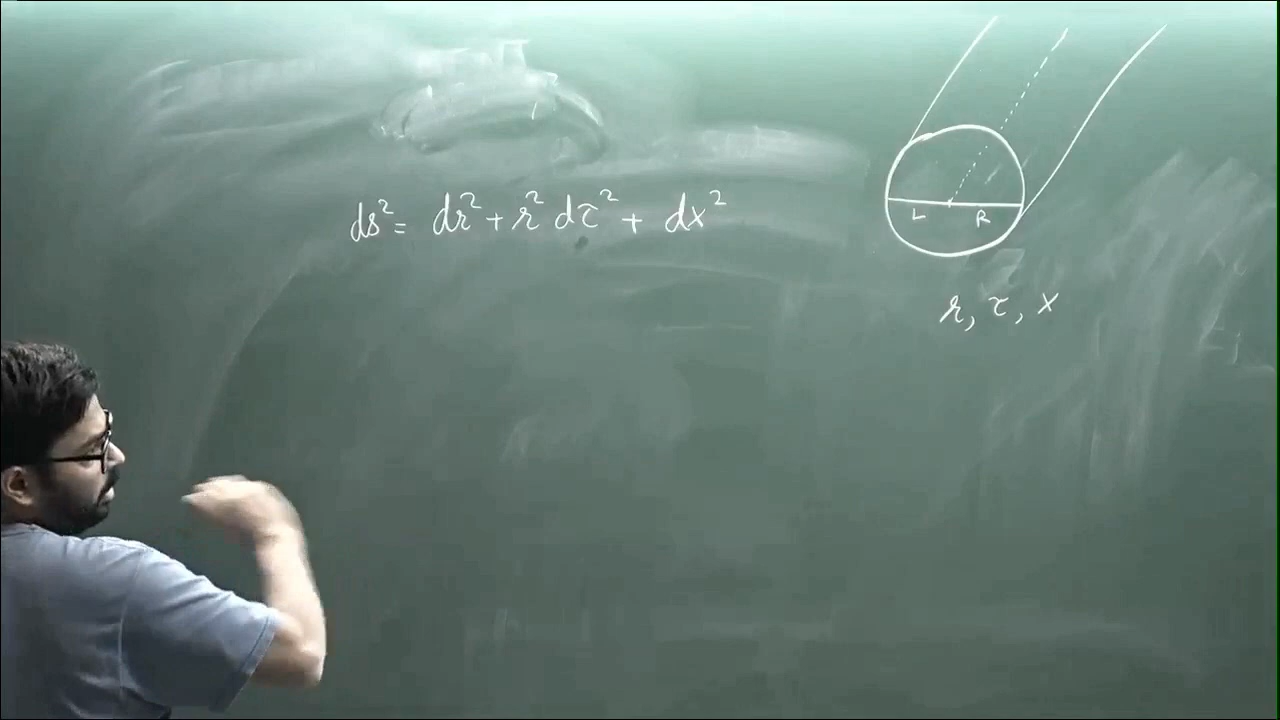 ds² = dr² + r² dτ² + dx²
L R
r, τ, x